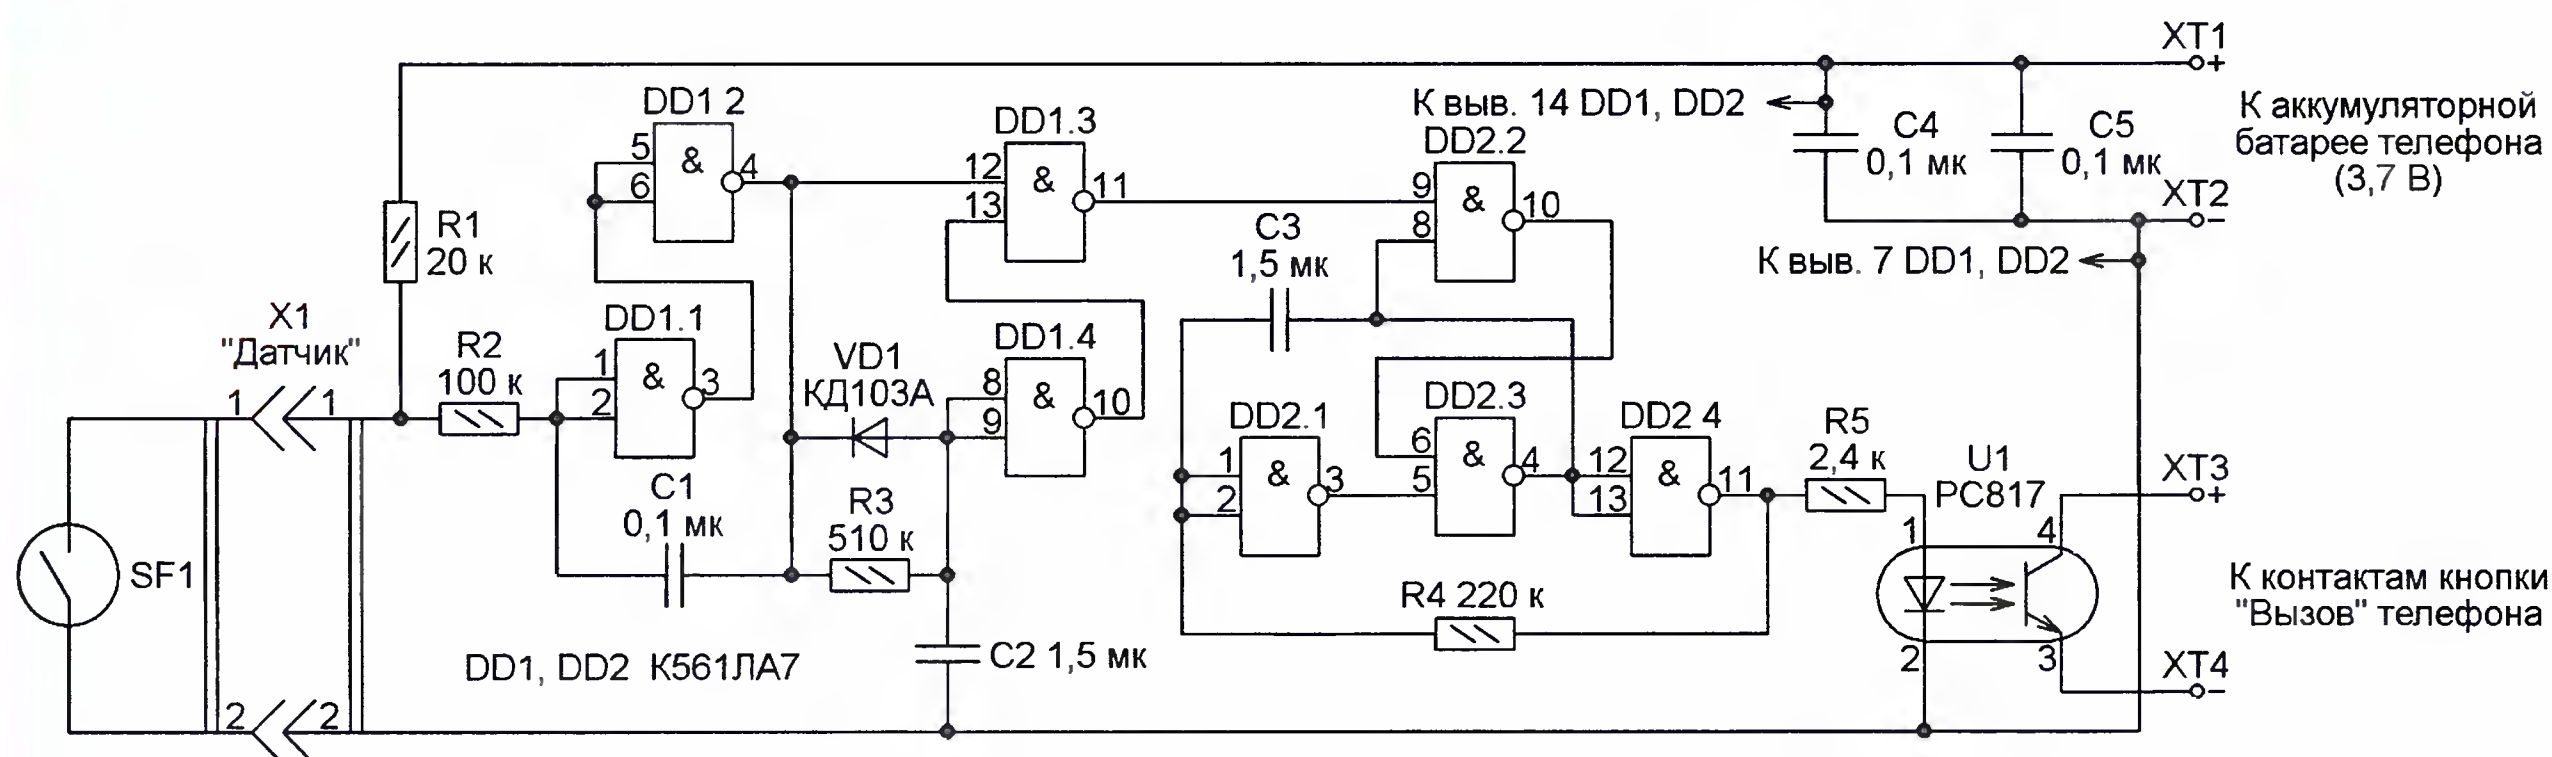 XT1
+
К выв. 14 DD1, DD2
C4
0,1 мк
C5
0,1 мк
К аккумуляторной
батарее телефона
(3,7 В)
XT2
−
К выв. 7 DD1, DD2
DD1 2
5
6
&
4
DD1.3
12
13
&
11
DD2.2
9
8
&
10
R1
20 к
C3
1,5 мк
X1
"Датчик"
1
1
R2
100 к
DD1.1
1
2
&
3
VD1
КД103А
DD1.4
8
9
&
10
DD2.1
1
2
&
3
DD2.3
6
5
&
4
DD2 4
12
13
&
11
R5
2,4 к
U1
PC817
1
4
2
3
XT3
+
К контактам кнопки
"Вызов" телефона
XT4
−
SF1
C1
0,1 мк
R3
510 к
R4 220 к
C2 1,5 мк
DD1, DD2 К561ЛА7
2
2